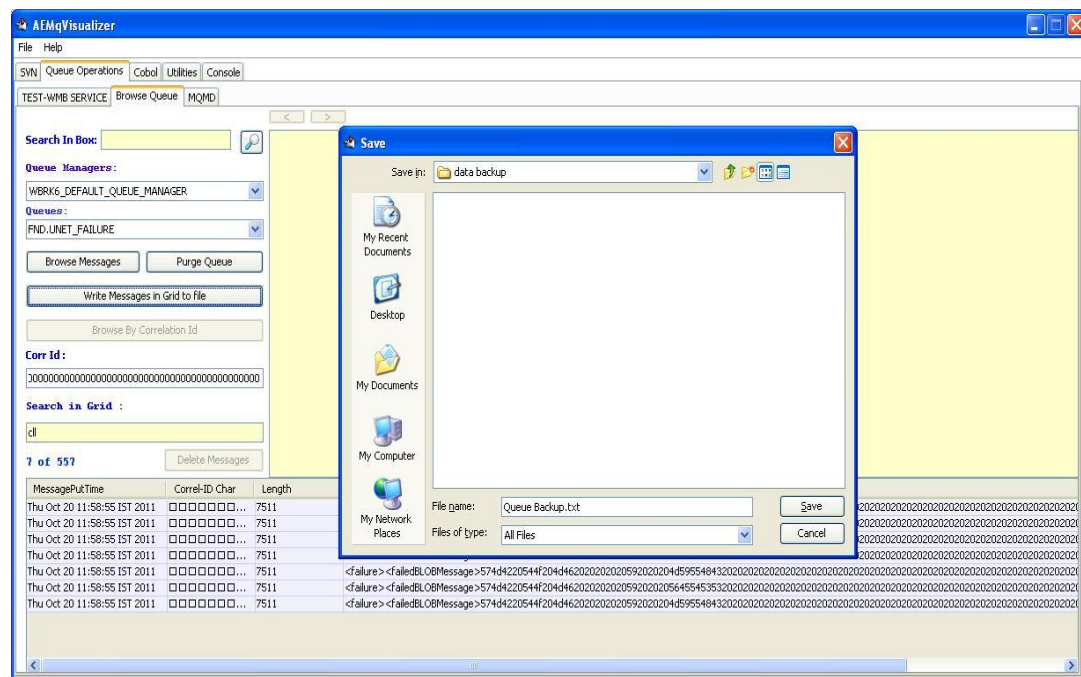 AEMqVisualizer
File Help
SVN Queue Operations Cobol Utilities Console
TEST-WMB SERVICE Browse Queue MQMD
< >
Search In Box:
Queue Managers:
WBRK6_DEFAULT_QUEUE_MANAGER
Queues:
FND.UNET_FAILURE
Browse Messages Purge Queue
Write Messages in Grid to file
Browse By Correlation Id
Corr Id:
Search in Grid :
cll
7 of 557 Delete Messages
Save
Save in: data backup
My Recent Documents
Desktop
My Documents
My Computer
My Network Places
File name: Queue Backup.txt Save
Files of type: All Files Cancel
MessagePutTime Correl-ID Char Length
Thu Oct 20 11:58:55 IST 2011 7511
Thu Oct 20 11:58:55 IST 2011 7511
Thu Oct 20 11:58:55 IST 2011 7511
Thu Oct 20 11:58:55 IST 2011 7511
Thu Oct 20 11:58:55 IST 2011 7511 <failure><failedBLOBMessage>
Thu Oct 20 11:58:55 IST 2011 7511 <failure><failedBLOBMessage>
Thu Oct 20 11:58:55 IST 2011 7511 <failure><failedBLOBMessage>